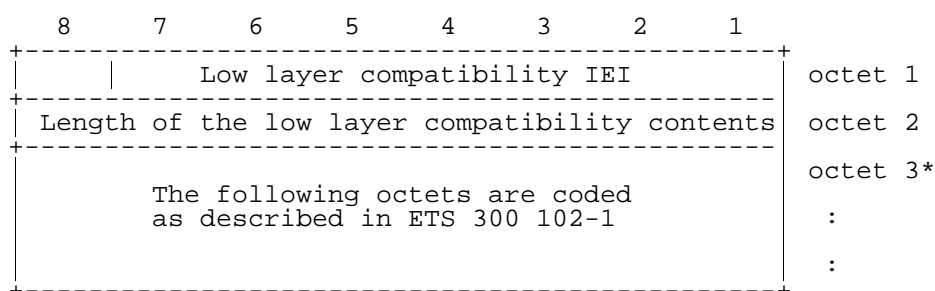 8 7 6 5 4 3 2 1
Low layer compatibility IEI octet 1
Length of the low layer compatibility contents octet 2
octet 3*
The following octets are coded
as described in ETS 300 102-1 :
: